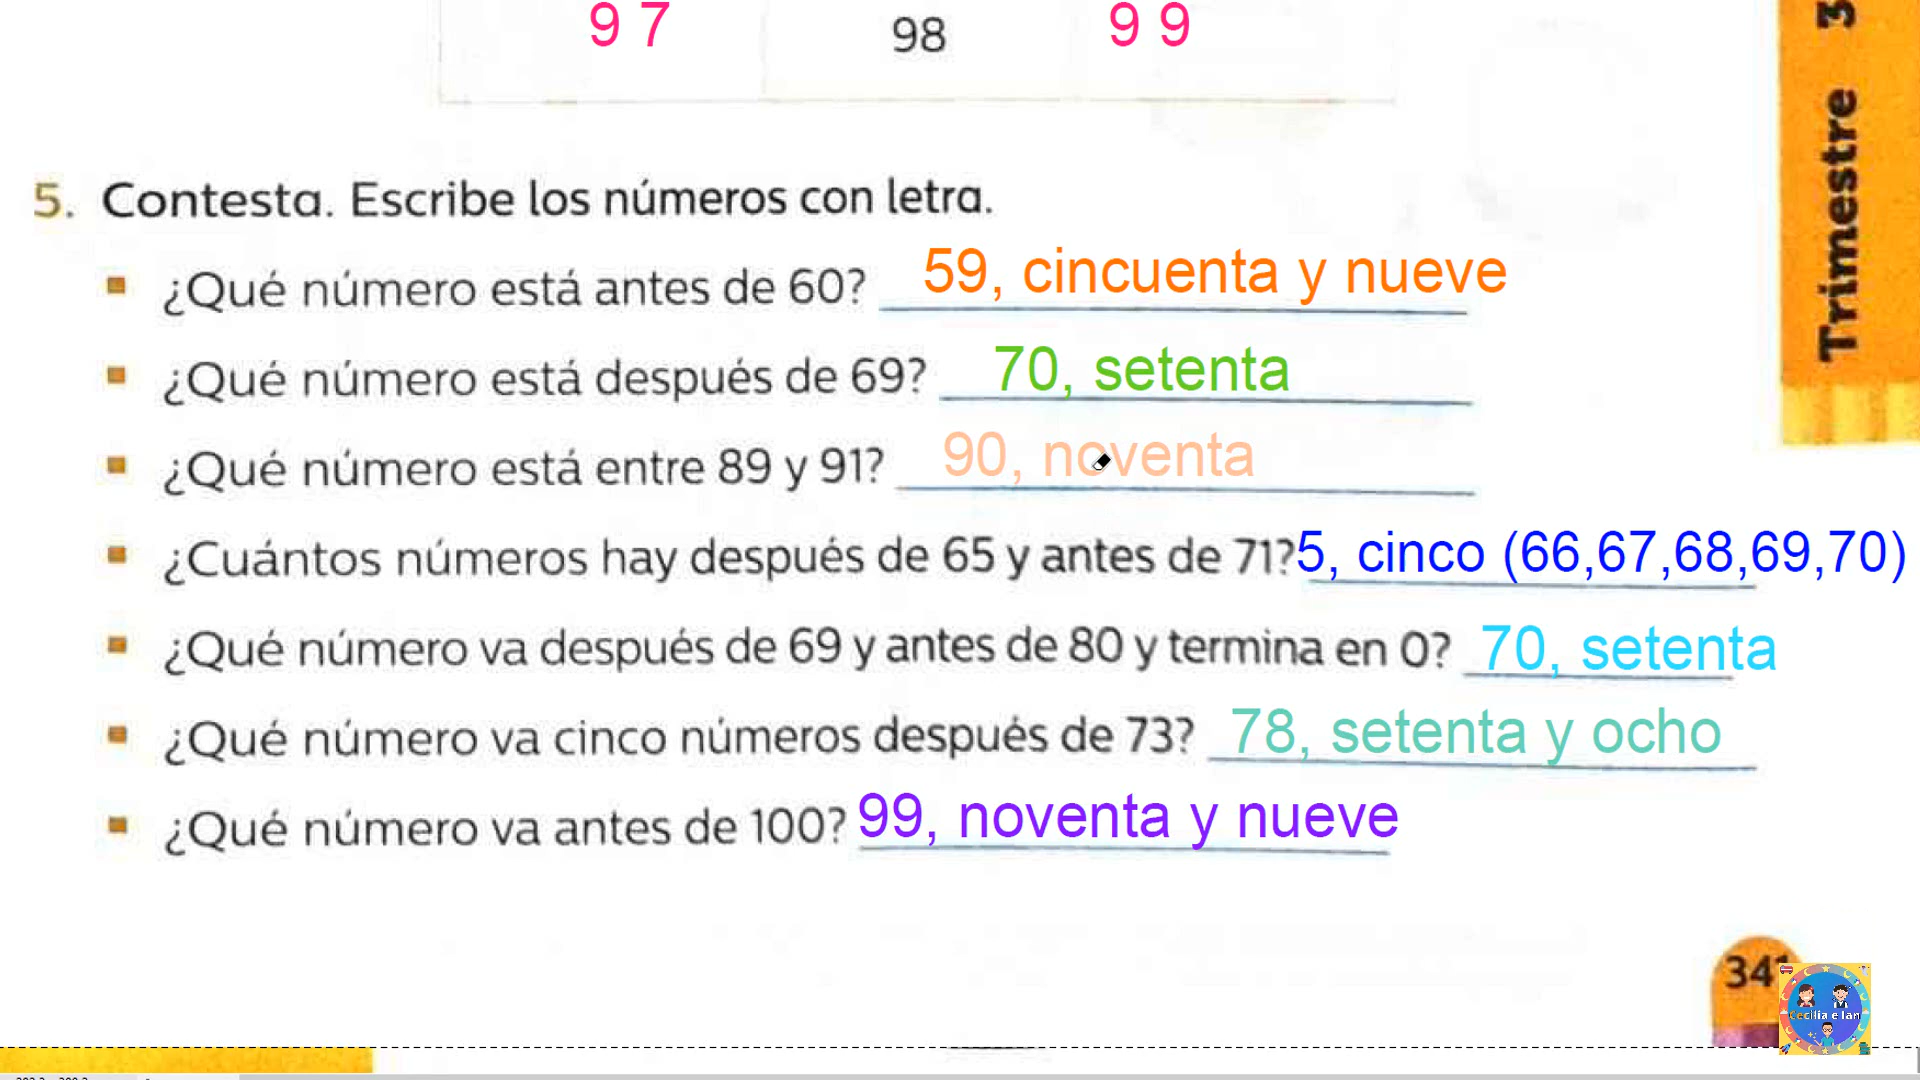 9 7 98 9 9
5. Contesta. Escribe los números con letra.
¿Qué número está antes de 60? 59, cincuenta y nueve
¿Qué número está después de 69? 70, setenta
¿Qué número está entre 89 y 91? 90, noventa
¿Cuántos números hay después de 65 y antes de 71? 5, cinco (66,67,68,69,70)
¿Qué número va después de 69 y antes de 80 y termina en 0? 70, setenta
¿Qué número va cinco números después de 73? 78, setenta y ocho
¿Qué número va antes de 100? 99, noventa y nueve
Trimestre 3
Cecilia e Ian